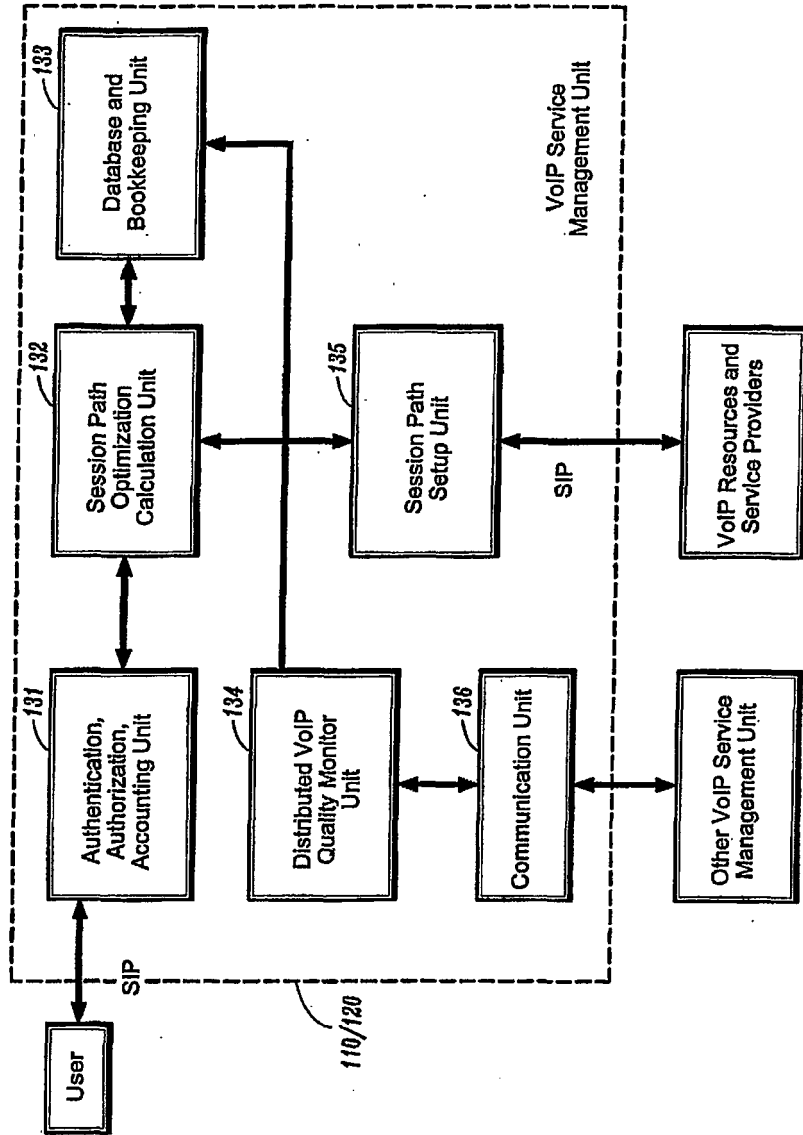 User
SIP
110/120
131
Authentication,
Authorization,
Accounting Unit
132
Session Path
Optimization
Calculation Unit
133
Database and
Bookkeeping Unit
134
Distributed VoIP
Quality Monitor
Unit
135
Session Path
Setup Unit
VoIP Service
Management Unit
136
Communication Unit
SIP
Other VoIP Service
Management Unit
VoIP Resources and
Service Providers